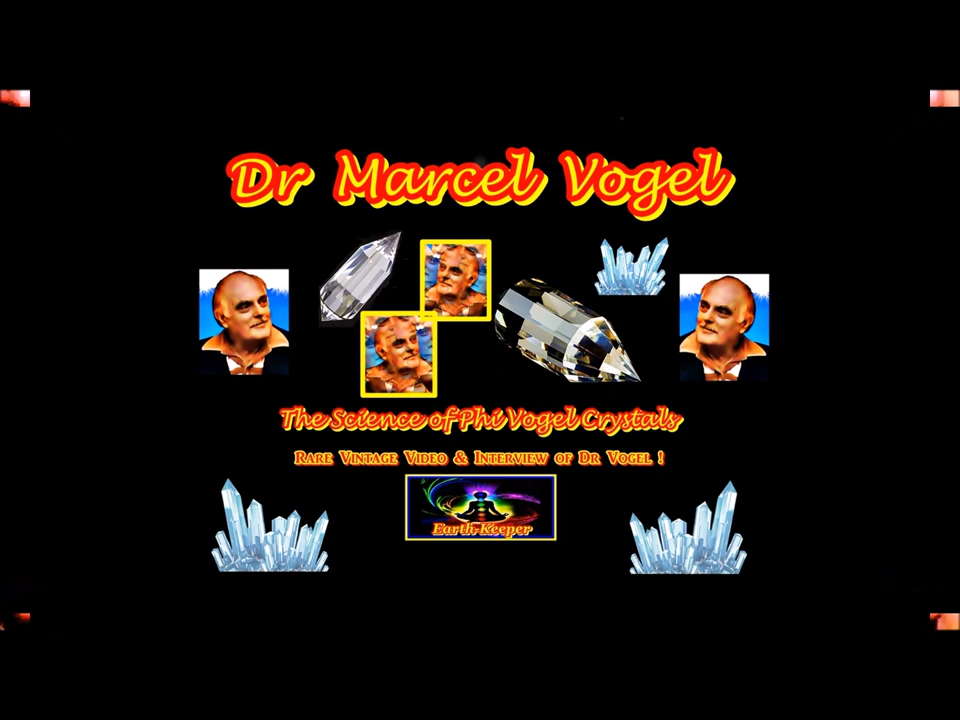 Dr Marcel Vogel
The Science of Phi Vogel Crystals
Rare Vintage Video & Interview of Dr Vogel !
Earth Keeper